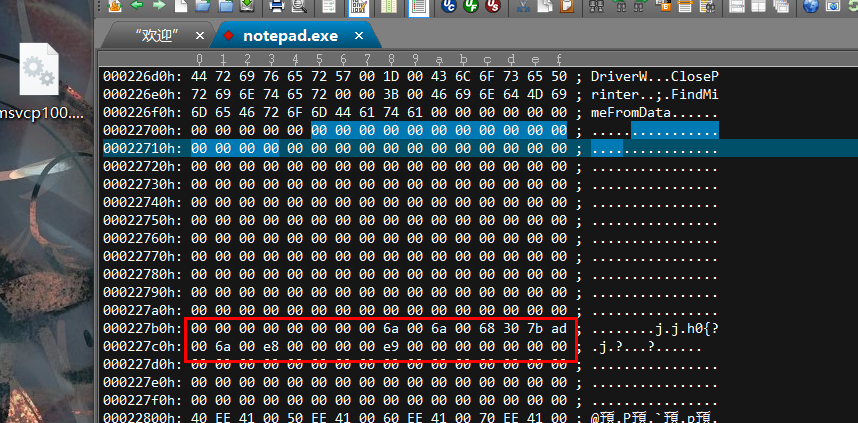 "欢迎"
notepad.exe
msvcp100....
0 1 2 3 4 5 6 7 8 9 a b c d e f
000226d0h: 44 72 69 76 65 72 57 00 1D 00 43 6C 6F 73 65 50 ; DriverW...CloseP
000226e0h: 72 69 6E 74 65 72 00 00 3B 00 46 69 6E 64 4D 69 ; rinter..;.FindMi
000226f0h: 6D 65 46 72 6F 6D 44 61 74 61 00 00 00 00 00 00 ; meFromData......
00022700h: 00 00 00 00 00 00 00 00 00 00 00 00 00 00 00 00 ; ................
00022710h: 00 00 00 00 00 00 00 00 00 00 00 00 00 00 00 00 ; ................
00022720h: 00 00 00 00 00 00 00 00 00 00 00 00 00 00 00 00 ; ................
00022730h: 00 00 00 00 00 00 00 00 00 00 00 00 00 00 00 00 ; ................
00022740h: 00 00 00 00 00 00 00 00 00 00 00 00 00 00 00 00 ; ................
00022750h: 00 00 00 00 00 00 00 00 00 00 00 00 00 00 00 00 ; ................
00022760h: 00 00 00 00 00 00 00 00 00 00 00 00 00 00 00 00 ; ................
00022770h: 00 00 00 00 00 00 00 00 00 00 00 00 00 00 00 00 ; ................
00022780h: 00 00 00 00 00 00 00 00 00 00 00 00 00 00 00 00 ; ................
00022790h: 00 00 00 00 00 00 00 00 00 00 00 00 00 00 00 00 ; ................
000227a0h: 00 00 00 00 00 00 00 00 00 00 00 00 00 00 00 00 ; ................
000227b0h: 00 00 00 00 00 00 00 00 6a 00 6a 00 68 30 7b ad ; ........j.j.h0{?
000227c0h: 00 6a 00 e8 00 00 00 00 e9 00 00 00 00 00 00 00 ; .j.?...?......
000227d0h: 00 00 00 00 00 00 00 00 00 00 00 00 00 00 00 00 ; ................
000227e0h: 00 00 00 00 00 00 00 00 00 00 00 00 00 00 00 00 ; ................
000227f0h: 00 00 00 00 00 00 00 00 00 00 00 00 00 00 00 00 ; ................
00022800h: 40 EE 41 00 50 EE 41 00 60 EE 41 00 70 EE 41 00 ; @預.P預.`預.p預.